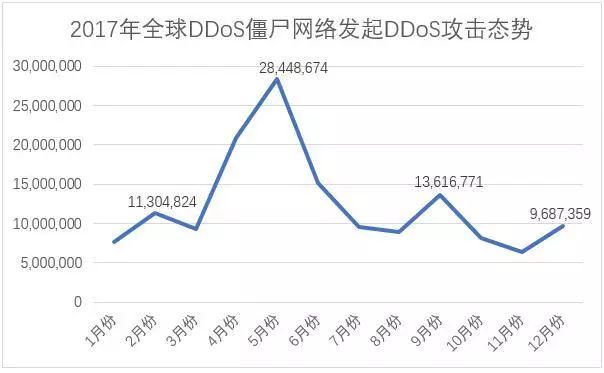 2017年全球DDoS僵尸网络发起DDoS攻击态势
30,000,000
28,448,674
25,000,000
20,000,000
15,000,000
13,616,771
11,304,824
10,000,000
9,687,359
5,000,000
0
1月份
2月份
3月份
4月份
5月份
6月份
7月份
8月份
9月份
10月份
11月份
12月份